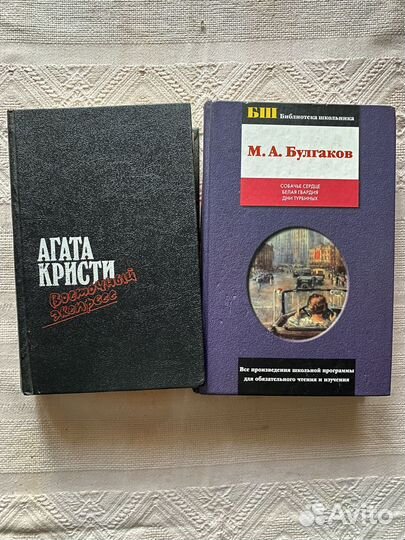 АГАТА
КРИСТИ
Восточный
экспресс
БШ Библиотека школьника
М. А. Булгаков
СОБАЧЬЕ СЕРДЦЕ
БЕЛАЯ ГВАРДИЯ
ДНИ ТУРБИНЫХ
Все произведения школьной программы
для обязательного чтения и изучения
Avito